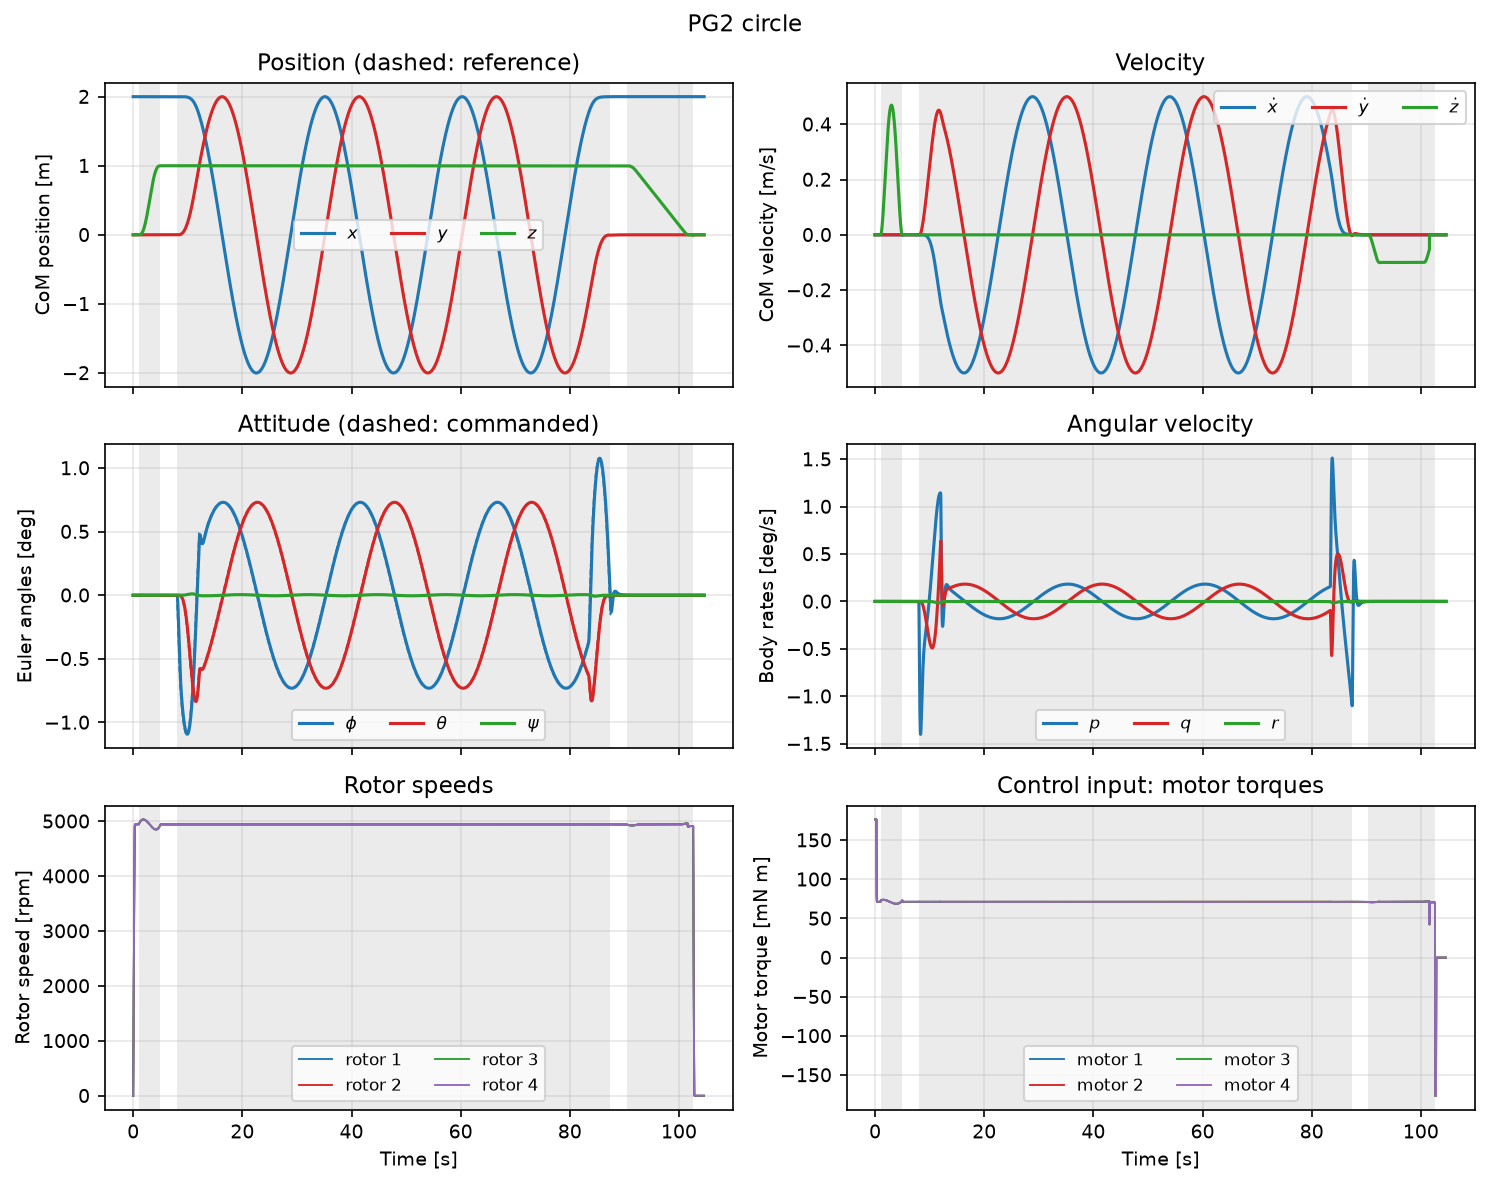 PG2 circle
Position (dashed: reference)
CoM position [m]
2
1
0
−1
−2
x y z
Velocity
CoM velocity [m/s]
0.4
0.2
0.0
−0.2
−0.4
ẋ ẏ ż
Attitude (dashed: commanded)
Euler angles [deg]
1.0
0.5
0.0
−0.5
−1.0
ϕ θ ψ
Angular velocity
Body rates [deg/s]
1.5
1.0
0.5
0.0
−0.5
−1.0
−1.5
p q r
Rotor speeds
Rotor speed [rpm]
5000
4000
3000
2000
1000
0
rotor 1 rotor 3
rotor 2 rotor 4
0 20 40 60 80 100
Time [s]
Control input: motor torques
Motor torque [mN m]
150
100
50
0
−50
−100
−150
motor 1 motor 3
motor 2 motor 4
0 20 40 60 80 100
Time [s]